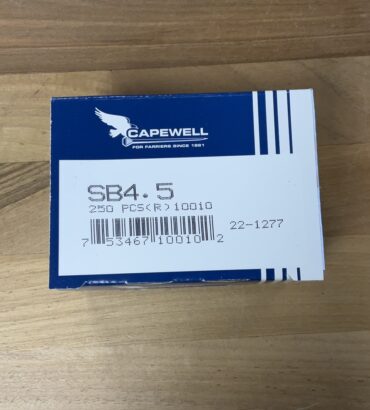 CAPEWELL
FOR FARRIERS SINCE 1881
SB4.5
250 PCS(R)10010
22-1277
7 53467 10010 2